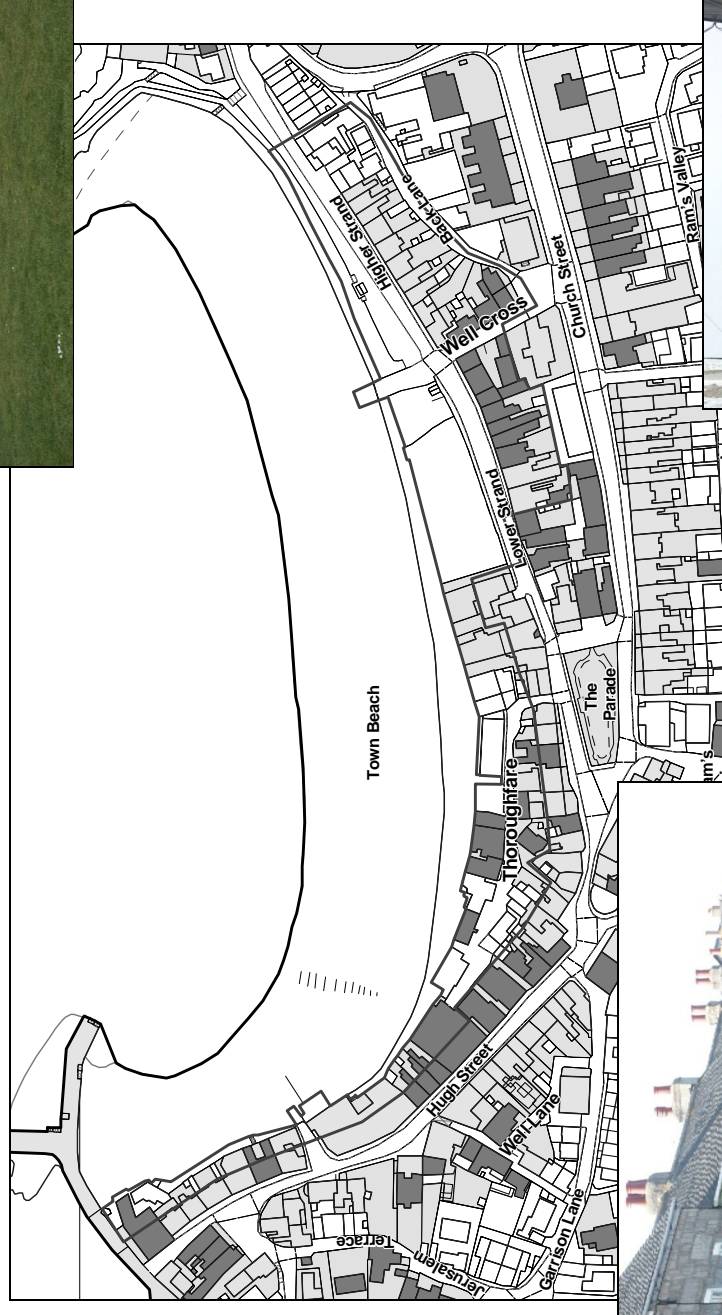 Ram's Valley
Back Lane
Higher Strand
Church Street
Well Cross
Lower Strand
The
Parade
Town Beach
Thoroughfare
am's
Hugh Street
Well Lane
Garrison Lane
Terrace
Jerusalem